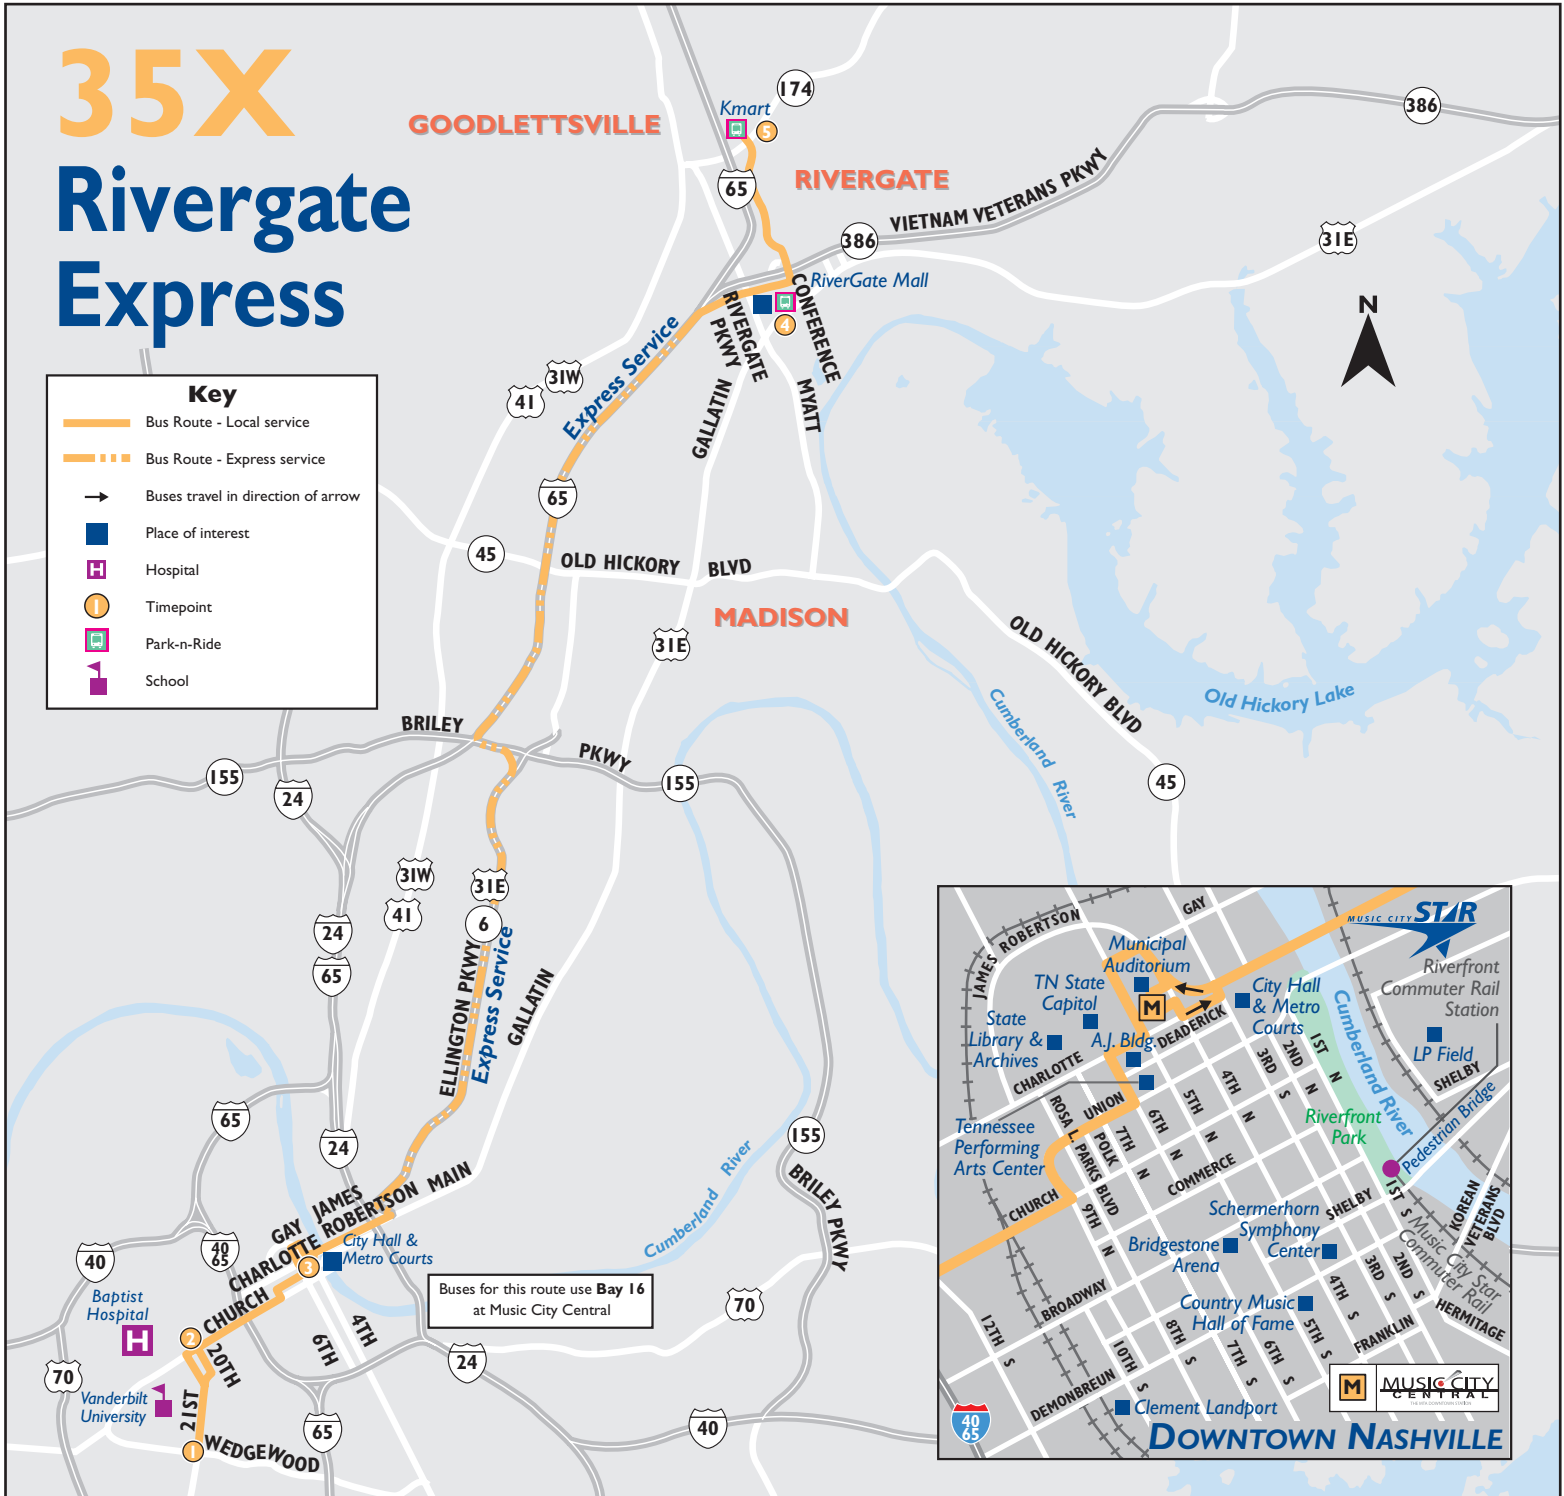 35X
Rivergate
Express
Key
Bus Route - Local service
Bus Route - Express service
Buses travel in direction of arrow
Place of interest
H
Hospital
1
Timepoint
Park-n-Ride
School
GOODLETTSVILLE
Kmart
5
174
65
RIVERGATE
386
VIETNAM VETERANS PKWY
386
31E
N
RiverGate Mall
4
RIVERGATE
PKWY
CONFERENCE
GALLATIN
MYATT
Express Service
31W
41
65
45
OLD HICKORY BLVD
MADISON
31E
OLD HICKORY BLVD
Old Hickory Lake
Cumberland River
45
BRILEY PKWY
155
155
24
31W
41
31E
6
24
65
ELLINGTON PKWY
Express Service
GALLATIN
65
24
155
BRILEY PKWY
Cumberland River
GAY
JAMES
ROBERTSON
MAIN
CHARLOTTE
3
City Hall &
Metro Courts
40
40
65
CHURCH
Baptist
Hospital
H
2
20TH
6TH
4TH
Buses for this route use Bay 16
at Music City Central
70
24
70
Vanderbilt
University
21ST
1
WEDGEWOOD
65
40
JAMES ROBERTSON
GAY
MUSIC CITY STAR
Municipal
Auditorium
Riverfront
Commuter Rail
Station
TN State
Capitol
M
City Hall
& Metro
Courts
State
Library &
Archives
A.J. Bldg.
DEADERICK
CHARLOTTE
Cumberland River
LP Field
SHELBY
1ST N
2ND N
3RD S
4TH N
5TH N
6TH N
7TH N
UNION
POLK
ROSA L. PARKS BLVD
9TH N
Tennessee
Performing
Arts Center
Riverfront
Park
Pedestrian Bridge
COMMERCE
CHURCH
SHELBY
1ST S
KOREAN
VETERANS
BLVD
Schermerhorn
Symphony
Center
Bridgestone
Arena
Music City Star
Commuter Rail
BROADWAY
Country Music
Hall of Fame
2ND S
3RD S
4TH S
5TH S
6TH S
7TH S
8TH S
10TH S
12TH S
HERMITAGE
FRANKLIN
DEMONBREUN
Clement Landport
M
MUSIC CITY
CENTRAL
40
65
DOWNTOWN NASHVILLE